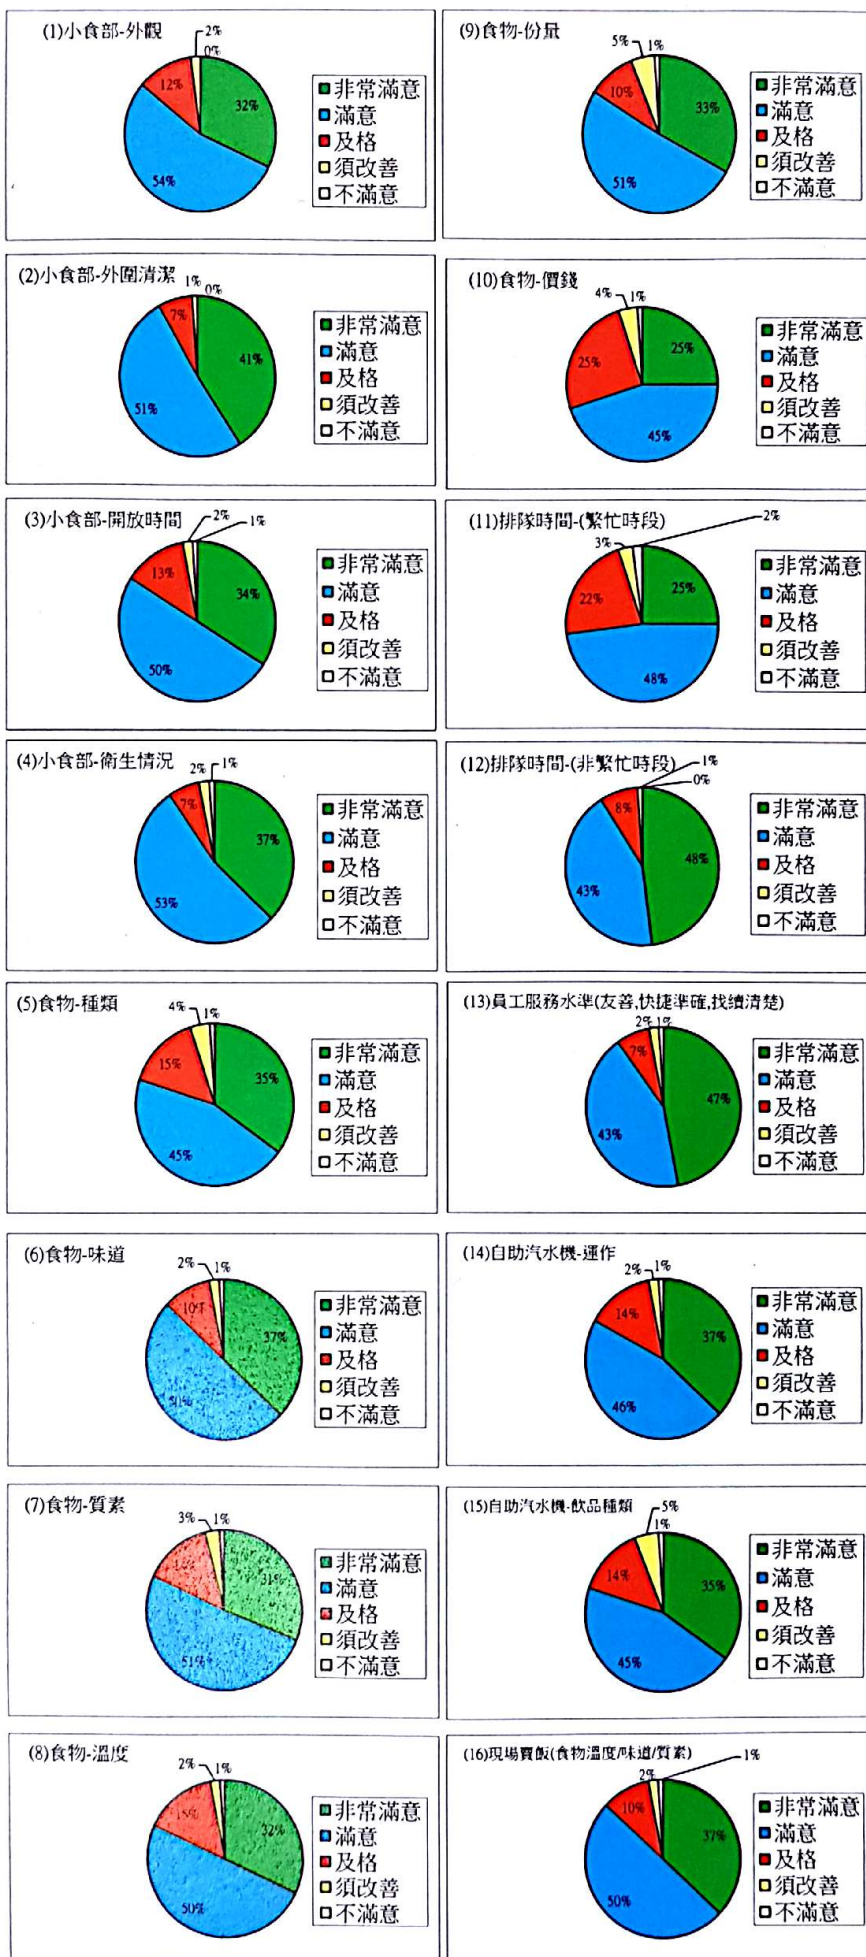 (1)小食部-外觀
2%
0%
12%
32%
54%
非常滿意
滿意
及格
須改善
不滿意
(2)小食部-外圍清潔
1%
0%
7%
41%
51%
非常滿意
滿意
及格
須改善
不滿意
(3)小食部-開放時間
2%
1%
13%
34%
50%
非常滿意
滿意
及格
須改善
不滿意
(4)小食部-衛生情況
2%
1%
7%
37%
53%
非常滿意
滿意
及格
須改善
不滿意
(5)食物-種類
4%
1%
15%
35%
45%
非常滿意
滿意
及格
須改善
不滿意
(6)食物-味道
2%
1%
10%
37%
50%
非常滿意
滿意
及格
須改善
不滿意
(7)食物-質素
3%
1%
31%
51%
非常滿意
滿意
及格
須改善
不滿意
(8)食物-溫度
2%
1%
15%
32%
50%
非常滿意
滿意
及格
須改善
不滿意
(9)食物-份量
5%
1%
10%
33%
51%
非常滿意
滿意
及格
須改善
不滿意
(10)食物-價錢
4%
1%
25%
25%
45%
非常滿意
滿意
及格
須改善
不滿意
(11)排隊時間-(繁忙時段)
2%
3%
22%
25%
48%
非常滿意
滿意
及格
須改善
不滿意
(12)排隊時間-(非繁忙時段)
1%
0%
8%
48%
43%
非常滿意
滿意
及格
須改善
不滿意
(13)員工服務水準(友善,快捷準確,找續清楚)
2%
1%
7%
47%
43%
非常滿意
滿意
及格
須改善
不滿意
(14)自助汽水機-運作
2%
1%
14%
37%
46%
非常滿意
滿意
及格
須改善
不滿意
(15)自助汽水機-飲品種類
5%
1%
14%
35%
45%
非常滿意
滿意
及格
須改善
不滿意
(16)現場賣飯(食物溫度/味道/質素)
1%
2%
10%
37%
50%
非常滿意
滿意
及格
須改善
不滿意